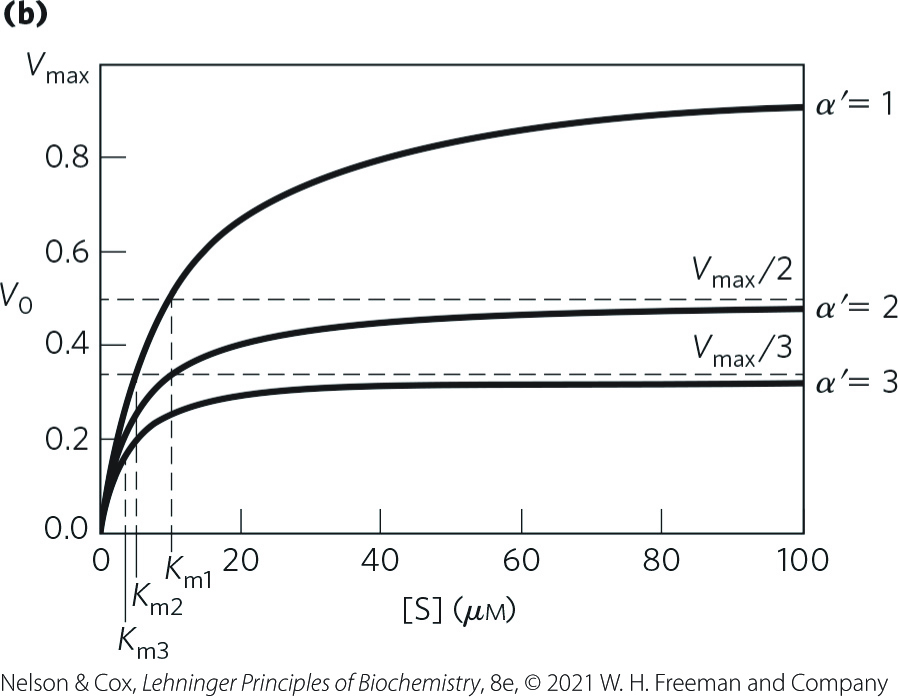 (b)
Vmax
α′= 1
0.8
0.6
Vmax/2
V0
α′= 2
0.4
Vmax/3
α′= 3
0.2
0.0
0 20 40 60 80 100
Km1
Km2
[S] (μM)
Km3
Nelson & Cox, Lehninger Principles of Biochemistry, 8e, © 2021 W. H. Freeman and Company